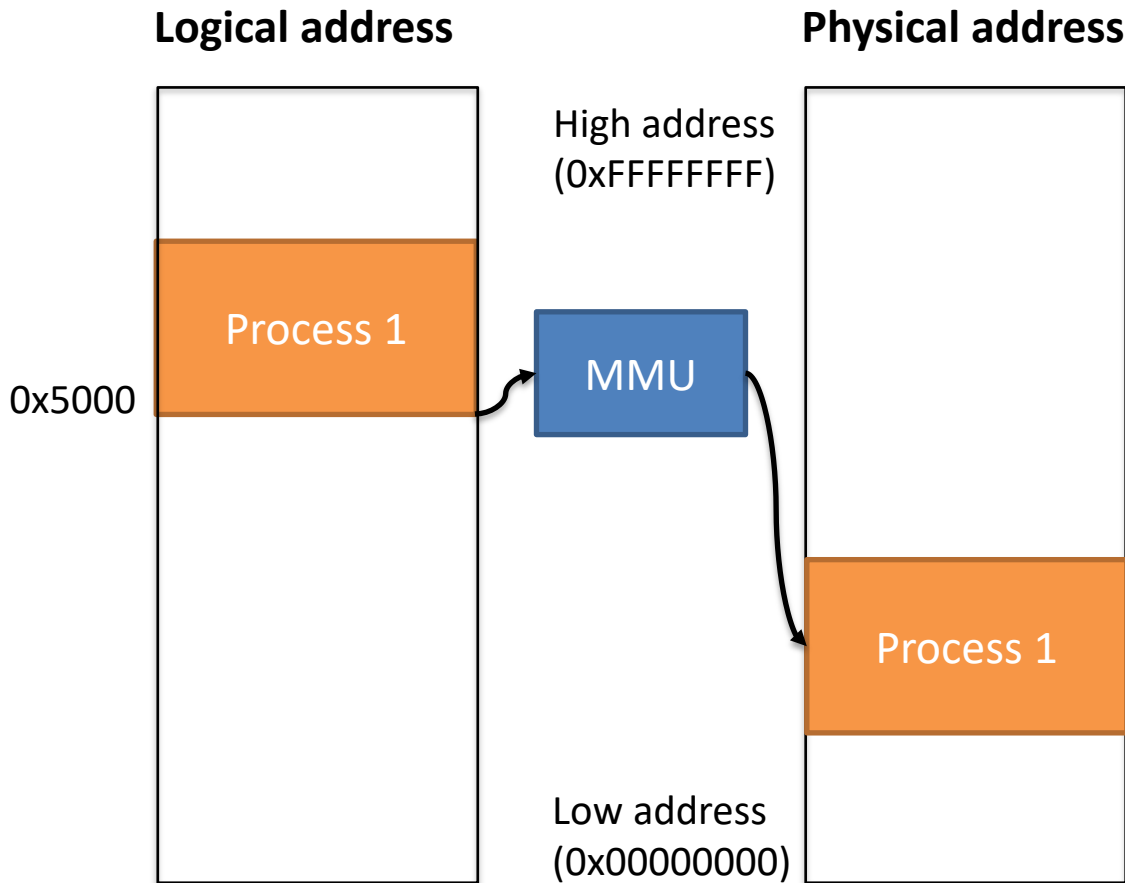 Logical address
Physical address
High address
(0xFFFFFFFF)
Process 1
MMU
0x5000
Process 1
Low address
(0x00000000)